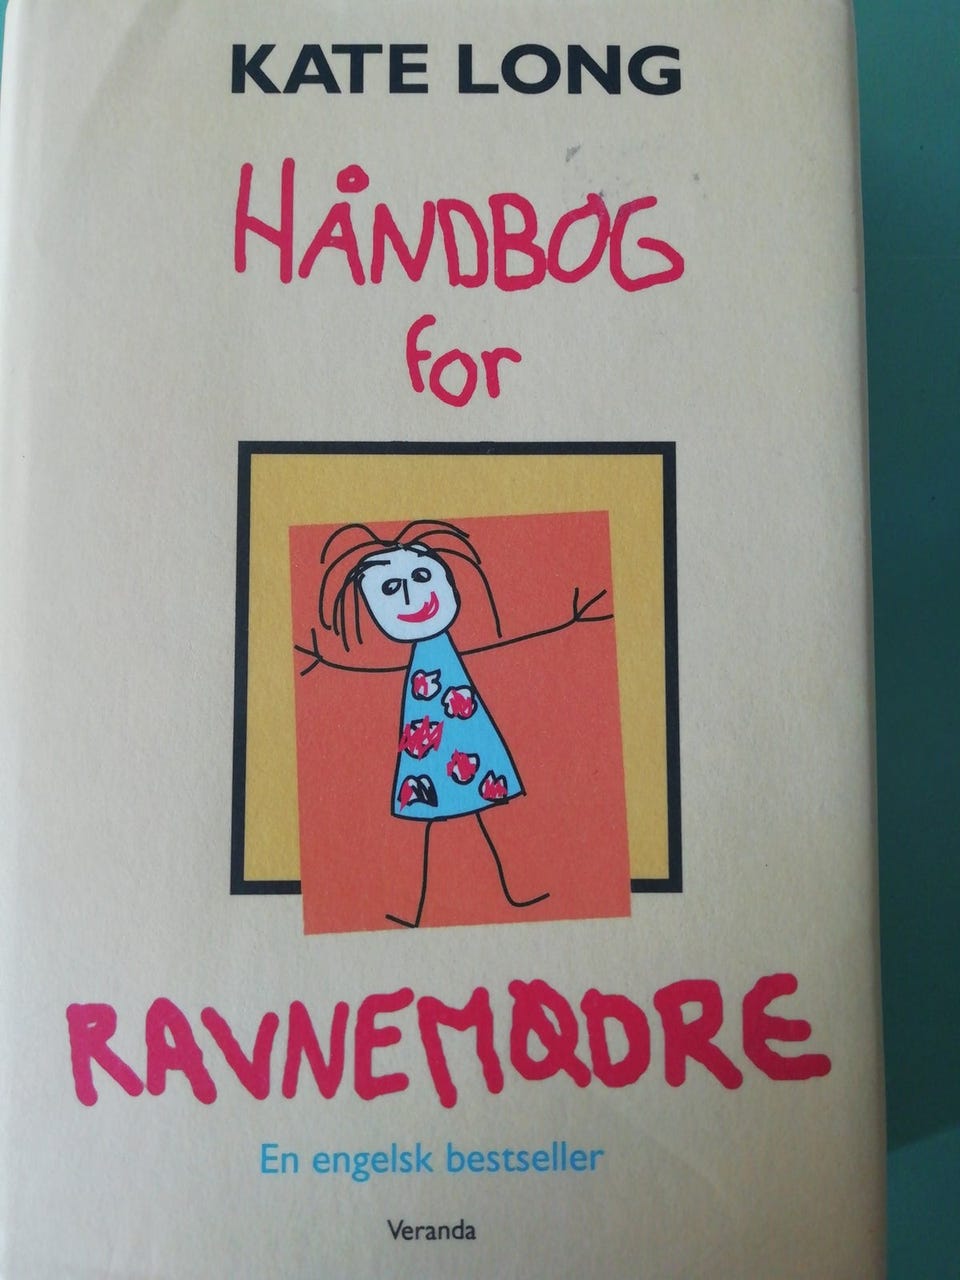 KATE LONG
HÅNDBOG
for
RAVNEMØDRE
En engelsk bestseller
Veranda